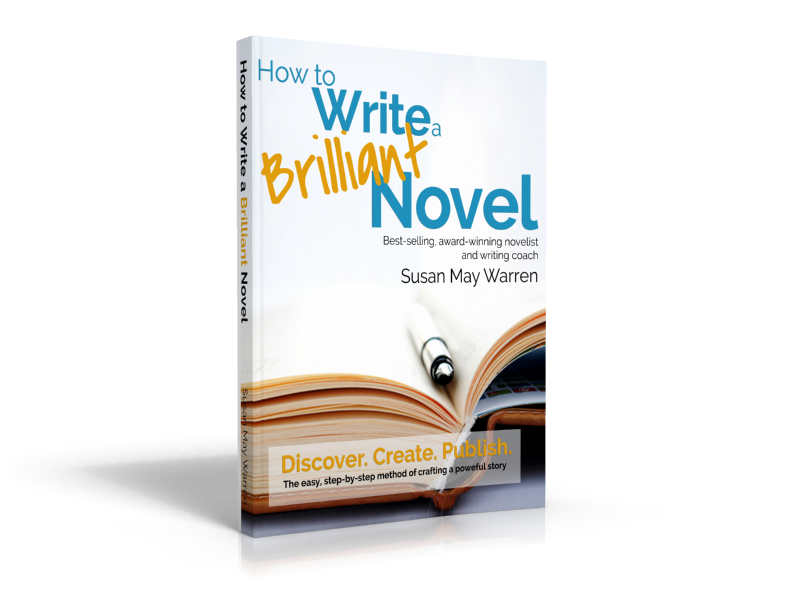 How to
Write a
Brilliant
Novel
Best-selling, award-winning novelist
and writing coach
Susan May Warren
Discover. Create. Publish.
The easy, step-by-step method of crafting a poweful story
How to Write a Brilliant Novel
Susan May Warren